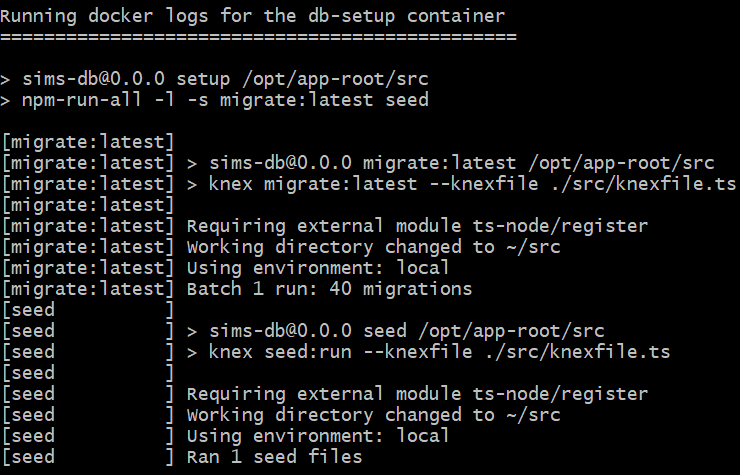 Running docker logs for the db-setup container
===============================================
> sims-db@0.0.0 setup /opt/app-root/src
> npm-run-all -l -s migrate:latest seed
[migrate:latest]
[migrate:latest] > sims-db@0.0.0 migrate:latest /opt/app-root/src
[migrate:latest] > knex migrate:latest --knexfile ./src/knexfile.ts
[migrate:latest]
[migrate:latest] Requiring external module ts-node/register
[migrate:latest] Working directory changed to ~/src
[migrate:latest] Using environment: local
[migrate:latest] Batch 1 run: 40 migrations
[seed          ]
[seed          ] > sims-db@0.0.0 seed /opt/app-root/src
[seed          ] > knex seed:run --knexfile ./src/knexfile.ts
[seed          ]
[seed          ] Requiring external module ts-node/register
[seed          ] Working directory changed to ~/src
[seed          ] Using environment: local
[seed          ] Ran 1 seed files